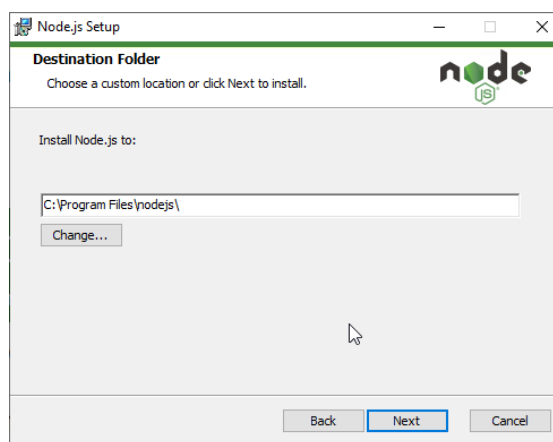 Node.js Setup
Destination Folder
Choose a custom location or click Next to install.
node
JS
Install Node.js to:
C:\Program Files\nodejs\
Change...
Back Next Cancel